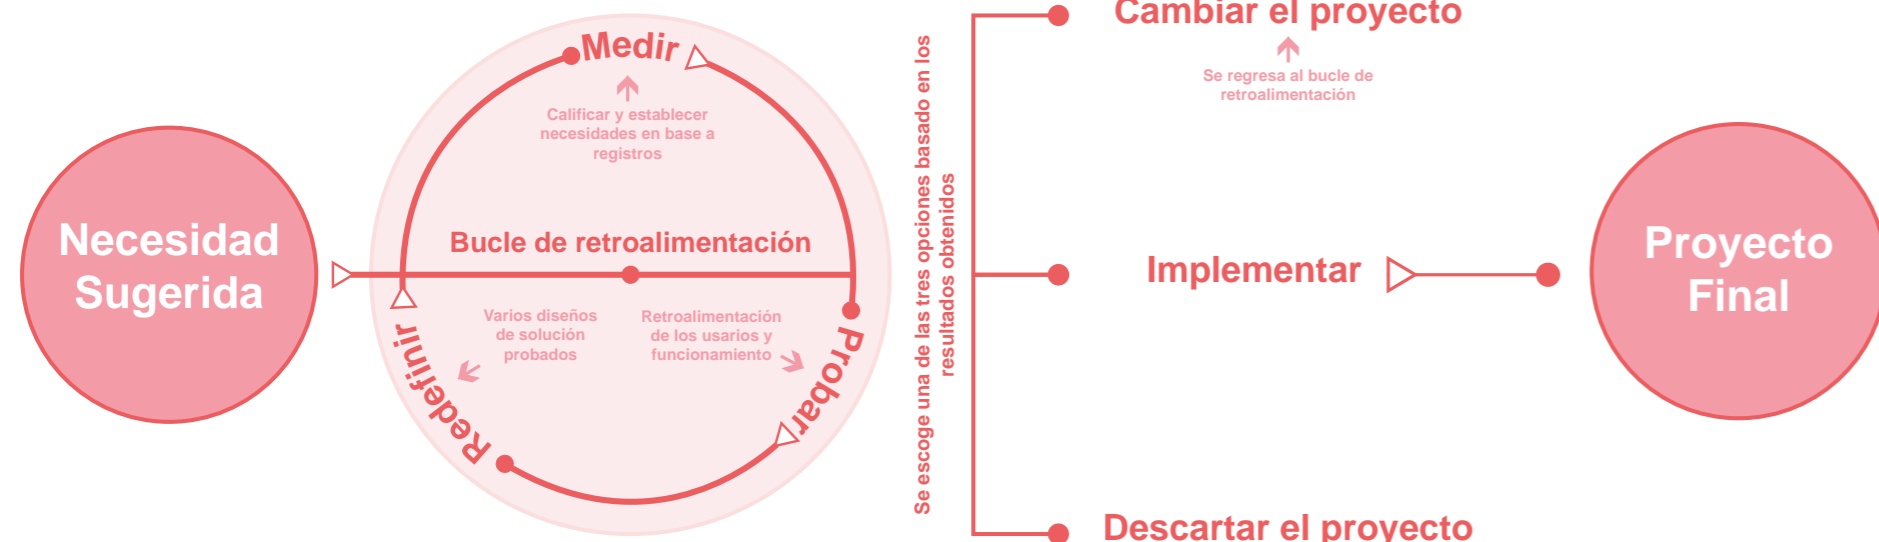 Necesidad
Sugerida
Medir
Calificar y establecer
necesidades en base a
registros
Bucle de retroalimentación
Varios diseños
de solución
probados
Retroalimentación
de los usarios y
funcionamiento
Redefinir
Probar
Se escoge una de las tres opciones basado en los
resultados obtenidos
Cambiar el proyecto
Se regresa al bucle de
retroalimentación
Implementar
Descartar el proyecto
Proyecto
Final